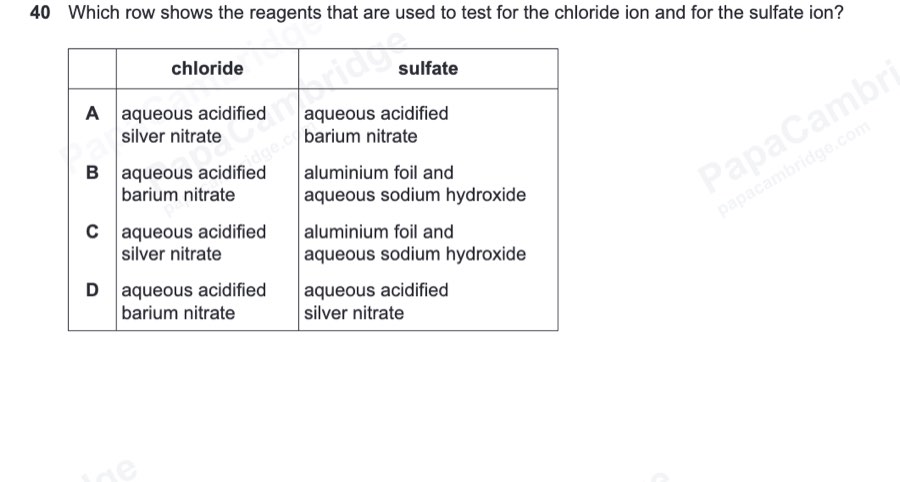 40 Which row shows the reagents that are used to test for the chloride ion and for the sulfate ion?
chloride sulfate
A aqueous acidified silver nitrate aqueous acidified barium nitrate
B aqueous acidified barium nitrate aluminium foil and aqueous sodium hydroxide
C aqueous acidified silver nitrate aluminium foil and aqueous sodium hydroxide
D aqueous acidified barium nitrate aqueous acidified silver nitrate
PapaCambridge
PapaCambri
papacambridge.com